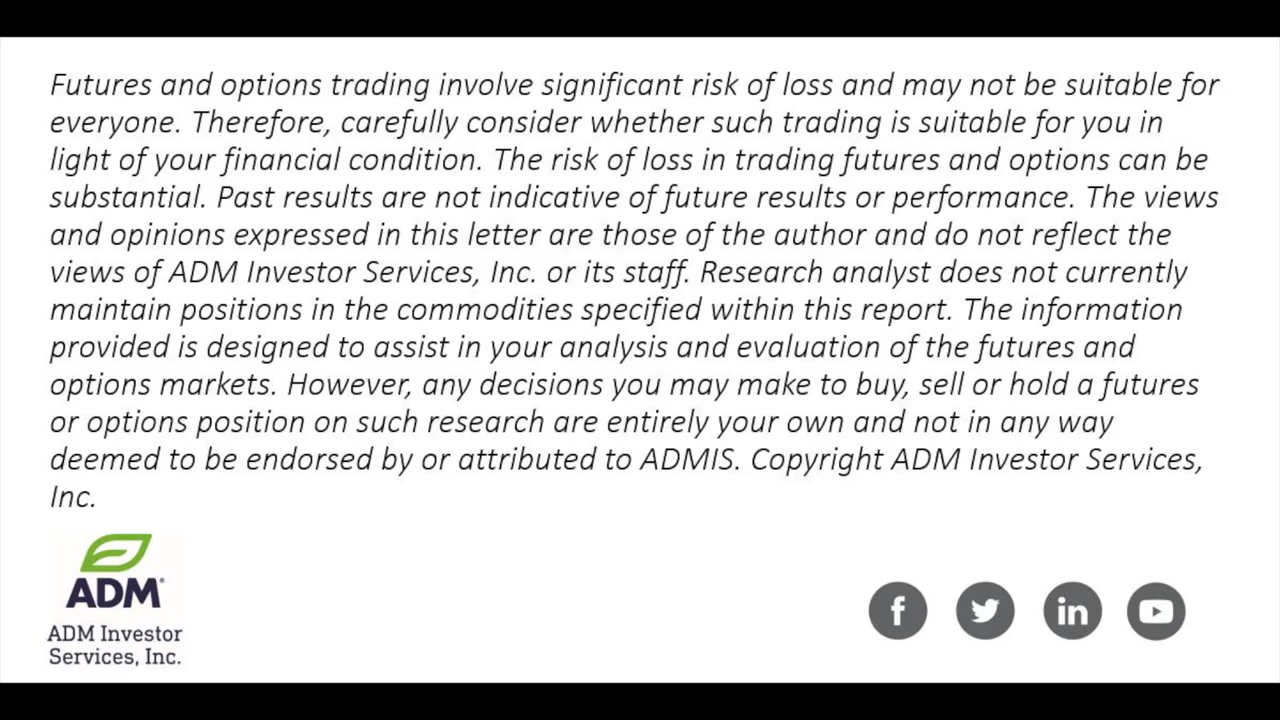 Futures and options trading involve significant risk of loss and may not be suitable for
everyone. Therefore, carefully consider whether such trading is suitable for you in
light of your financial condition. The risk of loss in trading futures and options can be
substantial. Past results are not indicative of future results or performance. The views
and opinions expressed in this letter are those of the author and do not reflect the
views of ADM Investor Services, Inc. or its staff. Research analyst does not currently
maintain positions in the commodities specified within this report. The information
provided is designed to assist in your analysis and evaluation of the futures and
options markets. However, any decisions you may make to buy, sell or hold a futures
or options position on such research are entirely your own and not in any way
deemed to be endorsed by or attributed to ADMIS. Copyright ADM Investor Services,
Inc.
ADM®
ADM Investor
Services, Inc.
f
in